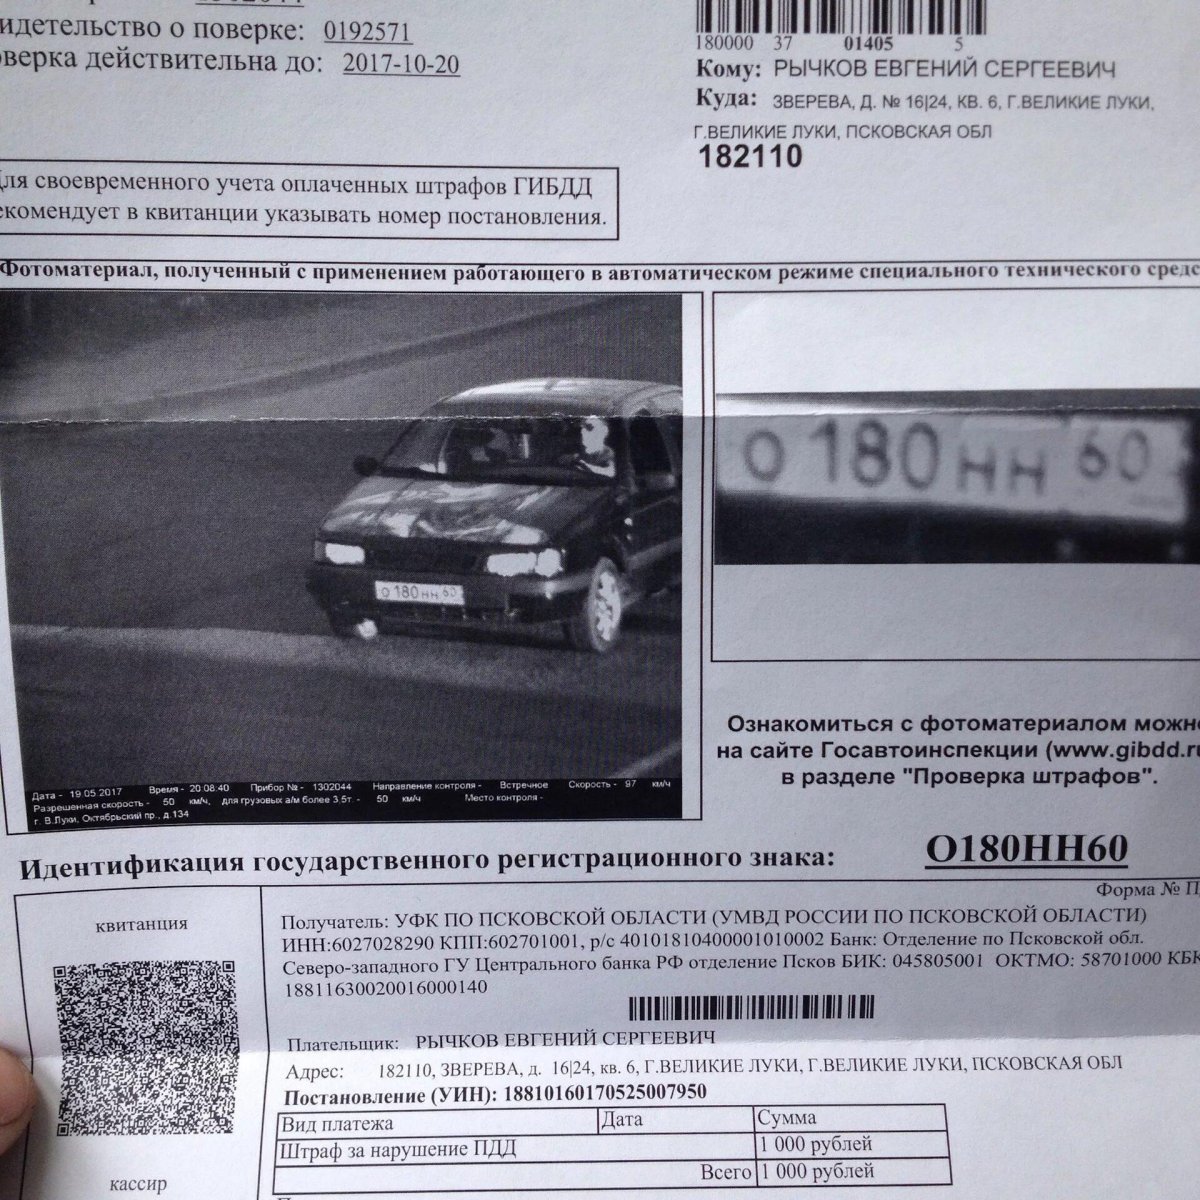 идетельство о поверке: 0192571
оверка действительна до: 2017-10-20
180000 37 01405 5
Кому: РЫЧКОВ ЕВГЕНИЙ СЕРГЕЕВИЧ
Куда: ЗВЕРЕВА, Д. № 16|24, КВ. 6, Г.ВЕЛИКИЕ ЛУКИ,
Г.ВЕЛИКИЕ ЛУКИ, ПСКОВСКАЯ ОБЛ
182110
Для своевременного учета оплаченных штрафов ГИБДД
екомендует в квитанции указывать номер постановления.
Фотоматериал, полученный с применением работающего в автоматическом режиме специального технического средс
О 180 НН 60
О 180 НН 60
Дата - 19.05.2017 Время - 20:08:40 Прибор № - 1302044 Направление контроля - Встречное Скорость - 97 км/ч
Разрешенная скорость - 50 км/ч, для грузовых а/м более 3,5т. - 50 км/ч Место контроля -
г. В.Луки, Октябрьский пр., д.134
Ознакомиться с фотоматериалом можно
на сайте Госавтоинспекции (www.gibdd.ru
в разделе "Проверка штрафов".
Идентификация государственного регистрационного знака: О180НН60
Форма № П
квитанция
Получатель: УФК ПО ПСКОВСКОЙ ОБЛАСТИ (УМВД РОССИИ ПО ПСКОВСКОЙ ОБЛАСТИ)
ИНН:6027028290 КПП:602701001, р/с 40101810400001010002 Банк: Отделение по Псковской обл.
Северо-западного ГУ Центрального банка РФ отделение Псков БИК: 045805001 ОКТМО: 58701000 КБК
18811630020016000140
Плательщик: РЫЧКОВ ЕВГЕНИЙ СЕРГЕЕВИЧ
Адрес: 182110, ЗВЕРЕВА, д. 16|24, кв. 6, Г.ВЕЛИКИЕ ЛУКИ, Г.ВЕЛИКИЕ ЛУКИ, ПСКОВСКАЯ ОБЛ
Постановление (УИН): 18810160170525007950
Вид платежа Дата Сумма
Штраф за нарушение ПДД 1 000 рублей
Всего 1 000 рублей
кассир